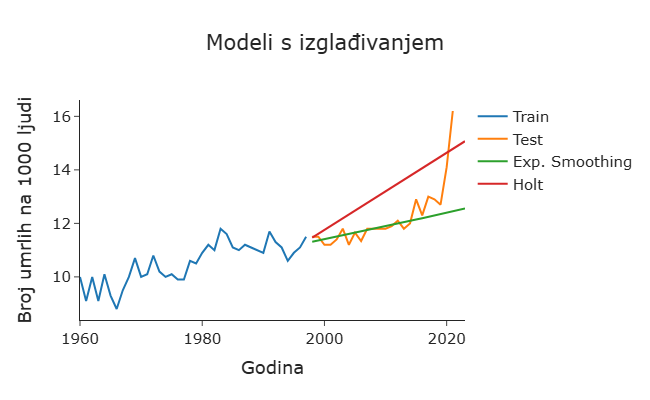 Modeli s izglađivanjem
Broj umrlih na 1000 ljudi
16
14
12
10
1960
1980
2000
2020
Godina
Train
Test
Exp. Smoothing
Holt